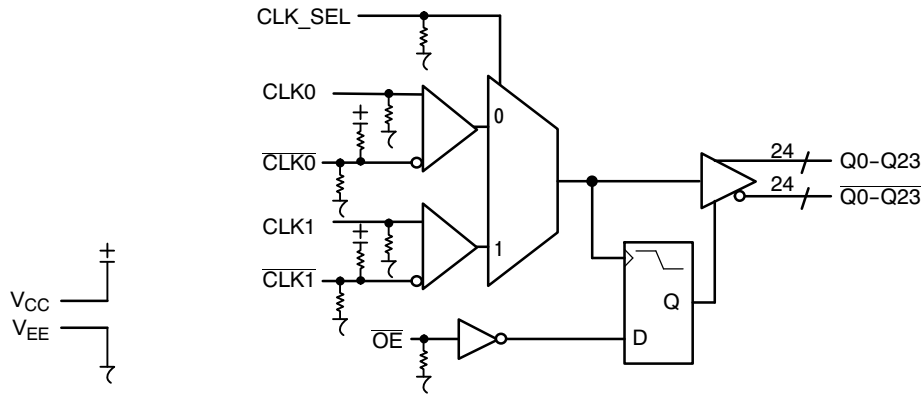 CLK_SEL
CLK0
0
CLK0
24
Q0-Q23
24
Q0-Q23
CLK1
1
CLK1
Q
VCC
VEE
OE
D